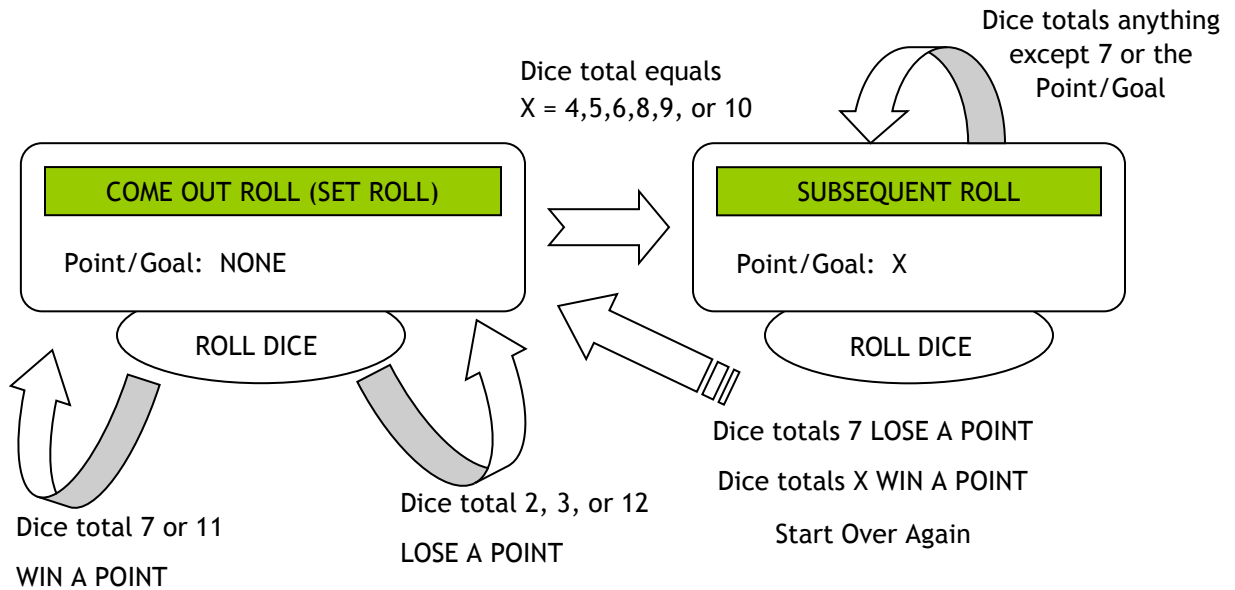 Dice total equals
X = 4,5,6,8,9, or 10
Dice totals anything
except 7 or the
Point/Goal
COME OUT ROLL (SET ROLL)
Point/Goal: NONE
ROLL DICE
SUBSEQUENT ROLL
Point/Goal: X
ROLL DICE
Dice total 7 or 11
WIN A POINT
Dice total 2, 3, or 12
LOSE A POINT
Dice totals 7 LOSE A POINT
Dice totals X WIN A POINT
Start Over Again